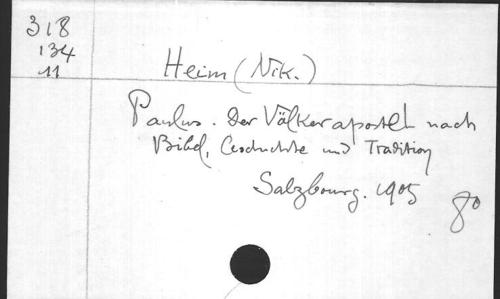 318
134
11
Heim (Nik.)
Paulus. Der Völkerapostel nach
Bibel, Geschichte und Tradition
Salzbourg. 1905
8°